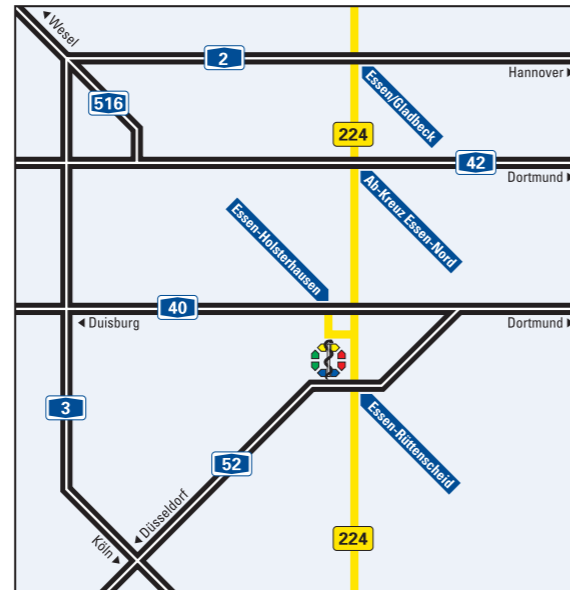 Wesel
2
Hannover
Essen/Gladbeck
516
224
42
Dortmund
Ab-Kreuz Essen-Nord
Essen-Holsterhausen
40
Duisburg
Dortmund
3
Essen-Rüttenscheid
52
Düsseldorf
Köln
224